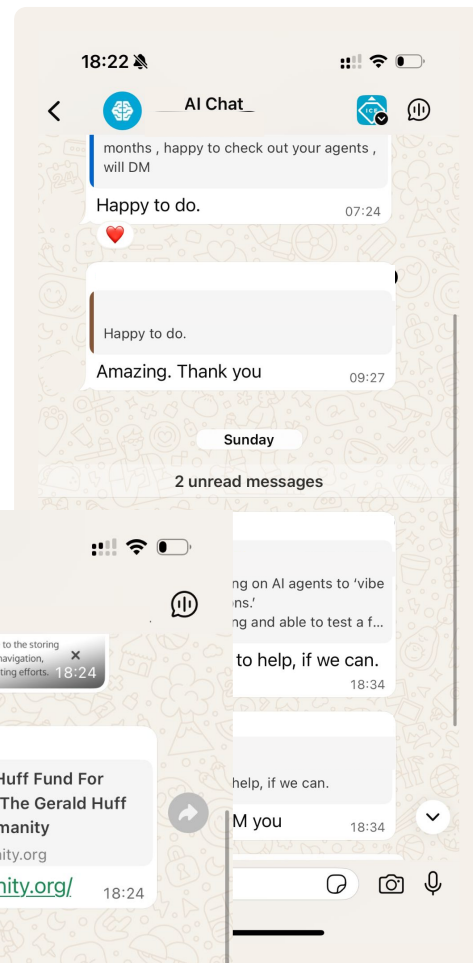 18:22
AI Chat_
ICE
months , happy to check out your agents ,
will DM
Happy to do.
07:24
Happy to do.
Amazing. Thank you
09:27
Sunday
2 unread messages
ng on AI agents to ‘vibe
ns.’
ng and able to test a f...
to help, if we can.
18:34
help, if we can.
M you
18:34
to the storing
navigation,
ting efforts.
18:24
Huff Fund For
The Gerald Huff
manity
ity.org
nity.org/
18:24